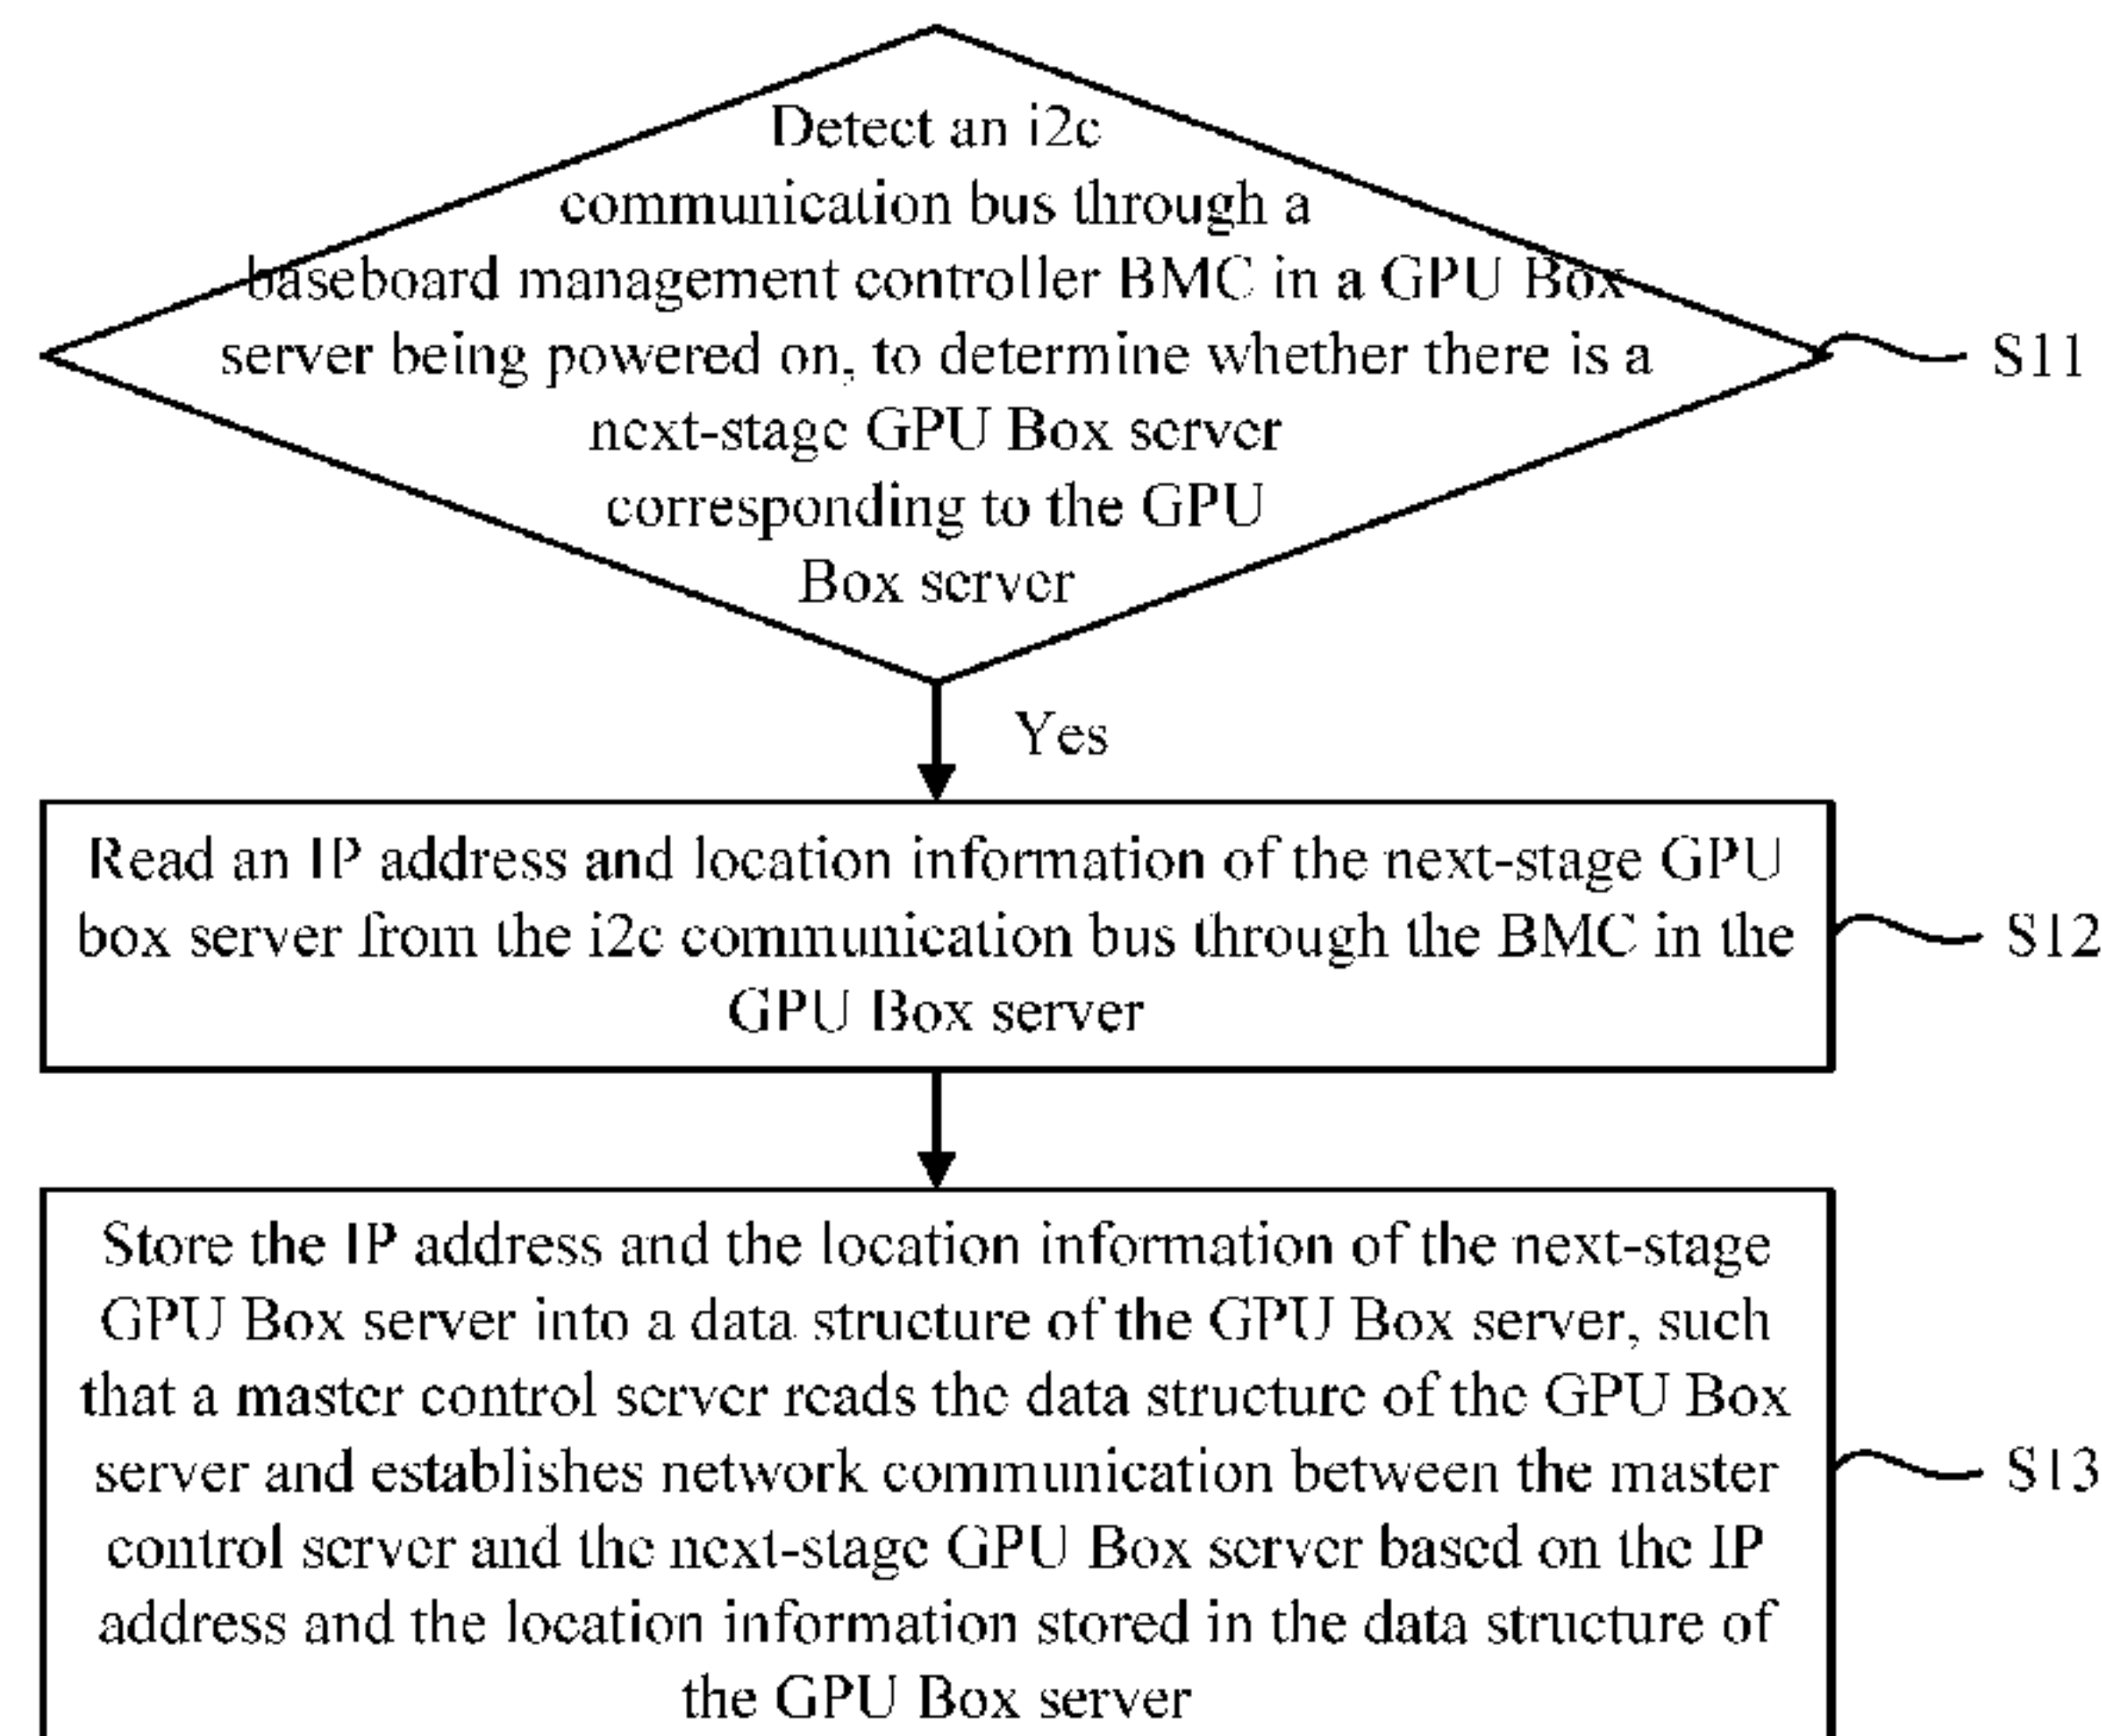 Detect an i2c
communication bus through a
baseboard management controller BMC in a GPU Box
server being powered on, to determine whether there is a
next-stage GPU Box server
corresponding to the GPU
Box server
S11
Yes
Read an IP address and location information of the next-stage GPU
box server from the i2c communication bus through the BMC in the
GPU Box server
S12
Store the IP address and the location information of the next-stage
GPU Box server into a data structure of the GPU Box server, such
that a master control server reads the data structure of the GPU Box
server and establishes network communication between the master
control server and the next-stage GPU Box server based on the IP
address and the location information stored in the data structure of
the GPU Box server
S13